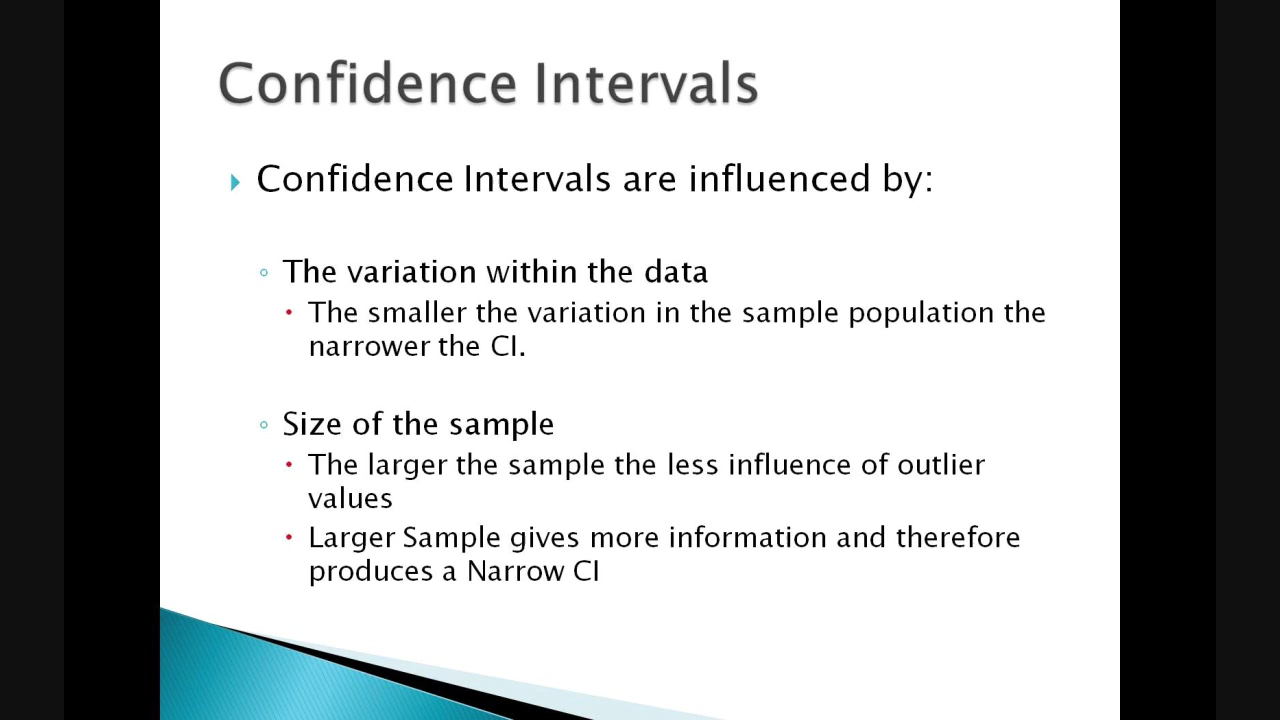 Confidence Intervals
Confidence Intervals are influenced by:
The variation within the data
The smaller the variation in the sample population the
narrower the CI.
Size of the sample
The larger the sample the less influence of outlier
values
Larger Sample gives more information and therefore
produces a Narrow CI